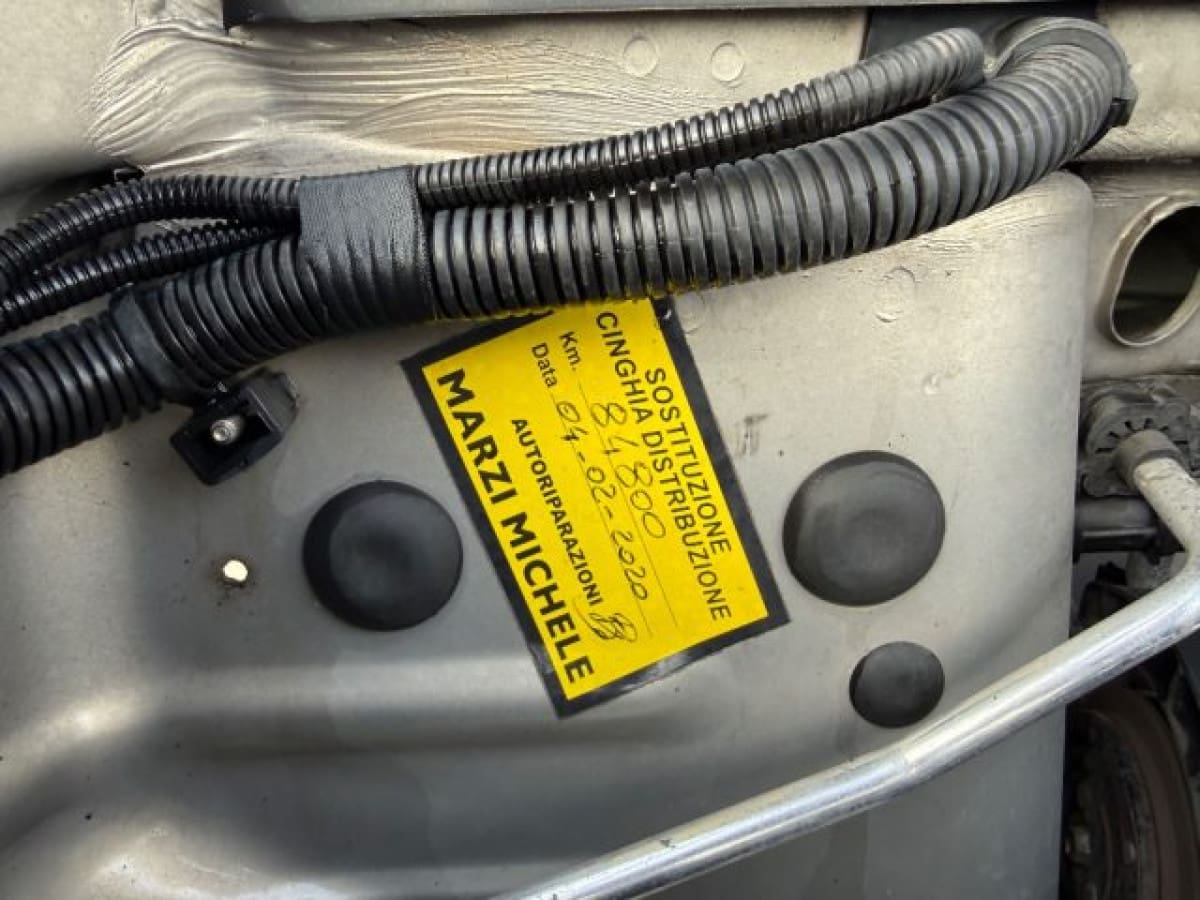 SOSTITUZIONE
CINGHIA DISTRIBUZIONE
Km. 84800
Data 04-02-2020
AUTORIPARAZIONI
MARZI MICHELE